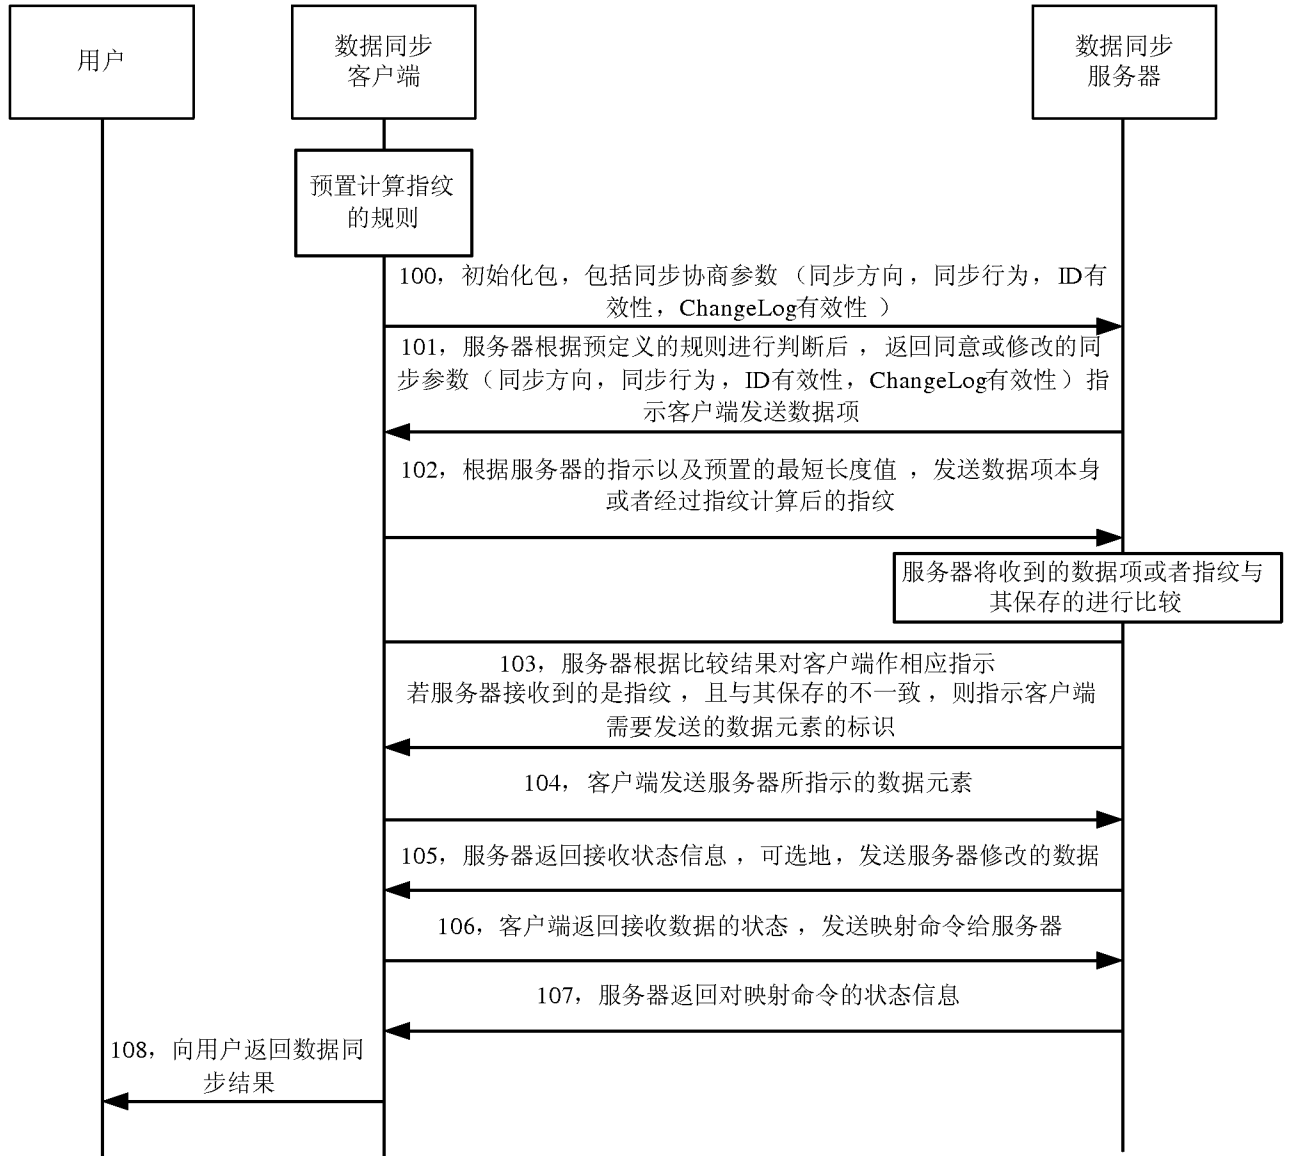 用户
数据同步
客户端
数据同步
服务器
预置计算指纹
的规则
100，初始化包，包括同步协商参数（同步方向，同步行为，ID有
效性，ChangeLog有效性）
101，服务器根据预定义的规则进行判断后，返回同意或修改的同
步参数（同步方向，同步行为，ID有效性，ChangeLog有效性）指
示客户端发送数据项
102，根据服务器的指示以及预置的最短长度值，发送数据项本身
或者经过指纹计算后的指纹
服务器将收到的数据项或者指纹与
其保存的进行比较
103，服务器根据比较结果对客户端作相应指示
若服务器接收到的是指纹，且与其保存的不一致，则指示客户端
需要发送的数据元素的标识
104，客户端发送服务器所指示的数据元素
105，服务器返回接收状态信息，可选地，发送服务器修改的数据
106，客户端返回接收数据的状态，发送映射命令给服务器
107，服务器返回对映射命令的状态信息
108，向用户返回数据同
步结果